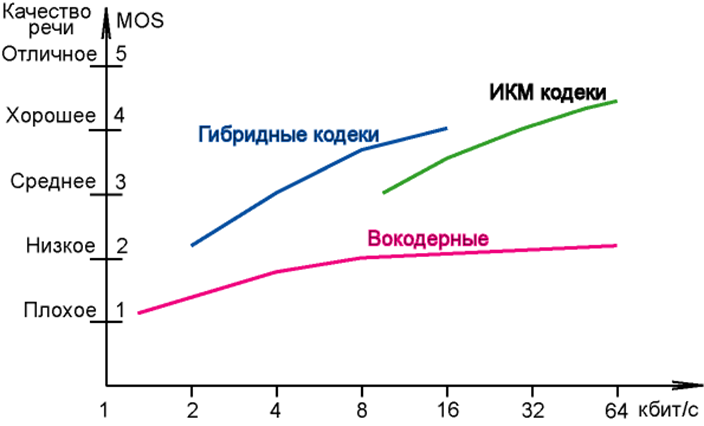 Качество
речи
MOS
Отличное 5
Хорошее 4
Среднее 3
Низкое 2
Плохое 1
Гибридные кодеки
ИКМ кодеки
Вокодерные
1 2 4 8 16 32 64 кбит/с